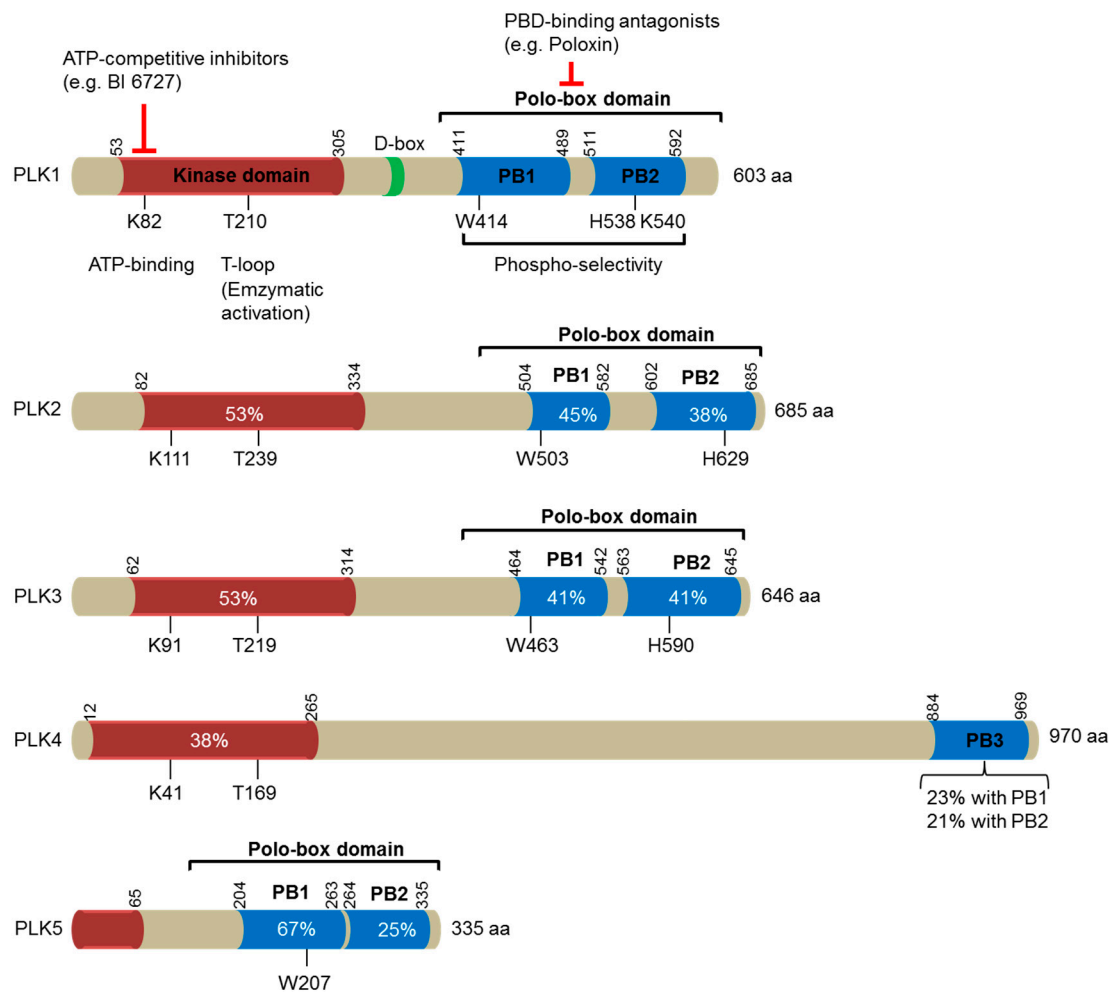 PBD-binding antagonists
(e.g. Poloxin)
ATP-competitive inhibitors
(e.g. BI 6727)
Polo-box domain
53
305
D-box
411
489
511
592
PLK1
Kinase domain
PB1
PB2
603 aa
K82
T210
W414
H538 K540
ATP-binding
T-loop
(Emzymatic
activation)
Phospho-selectivity
Polo-box domain
82
334
504
PB1
582
602
PB2
685
PLK2
53%
45%
38%
685 aa
K111
T239
W503
H629
Polo-box domain
62
314
464
PB1
542
563
PB2
645
PLK3
53%
41%
41%
646 aa
K91
T219
W463
H590
12
265
884
969
PLK4
38%
PB3
970 aa
K41
T169
23% with PB1
21% with PB2
Polo-box domain
65
204
PB1
263
264
PB2
335
PLK5
67%
25%
335 aa
W207